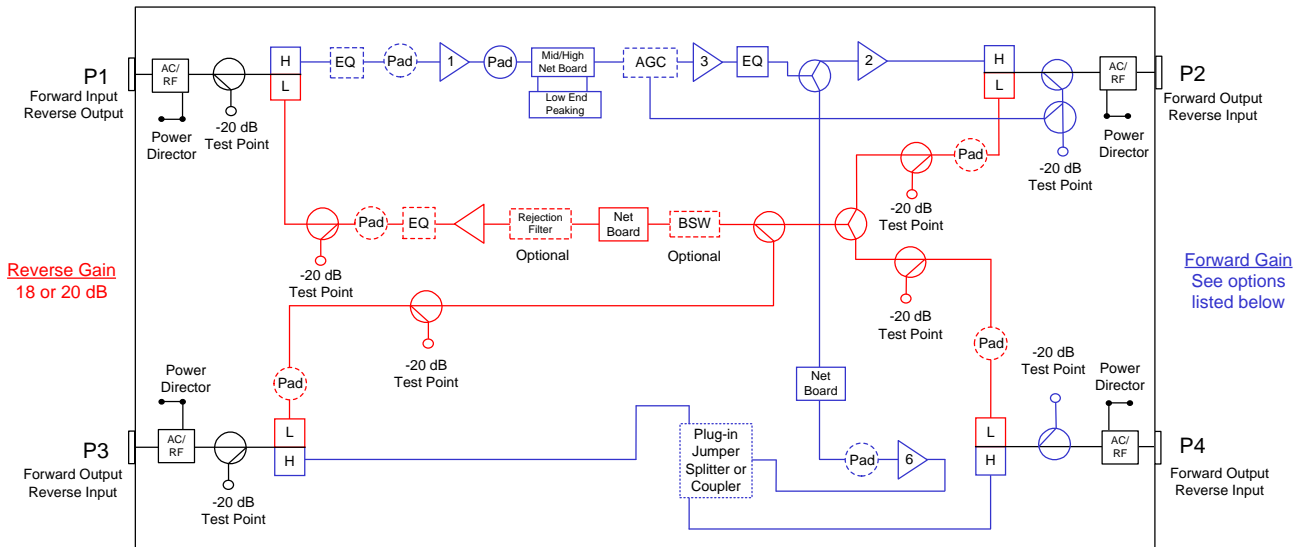 P1
Forward Input
Reverse Output
AC/
RF
Power
Director
-20 dB
Test Point
H
L
EQ
Pad
1
Pad
Mid/High
Net Board
Low End
Peaking
AGC
3
EQ
2
H
L
-20 dB
Test Point
AC/
RF
Power
Director
P2
Forward Output
Reverse Input
Pad
-20 dB
Test Point
Reverse Gain
18 or 20 dB
-20 dB
Test Point
Pad
EQ
Rejection
Filter
Optional
Net
Board
BSW
Optional
-20 dB
Test Point
Forward Gain
See options
listed below
-20 dB
Test Point
Pad
Pad
-20 dB
Test Point
Net
Board
P3
Forward Output
Reverse Input
Power
Director
AC/
RF
-20 dB
Test Point
L
H
Plug-in
Jumper
Splitter or
Coupler
Pad
6
L
H
Power
Director
AC/
RF
P4
Forward Output
Reverse Input